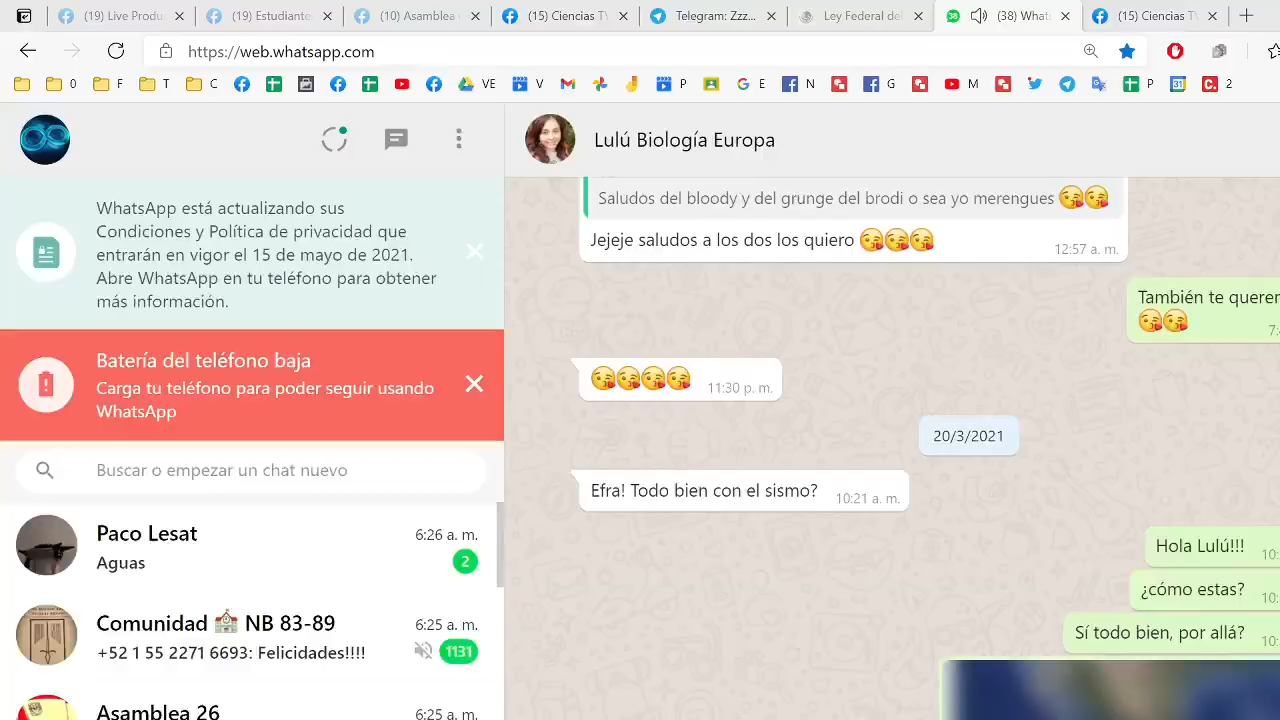 (19) Live Produ
(19) Estudiante
(10) Asamblea
(15) Ciencias TV
Telegram: Zzz...
Ley Federal del
38
(38) What
(15) Ciencias TV
https://web.whatsapp.com
0
F
T
C
VE
V
P
E
N
G
M
P
2
Lulú Biología Europa
WhatsApp está actualizando sus
Condiciones y Política de privacidad que
entrarán en vigor el 15 de mayo de 2021.
Abre WhatsApp en tu teléfono para obtener
más información.
Batería del teléfono baja
Carga tu teléfono para poder seguir usando
WhatsApp
Buscar o empezar un chat nuevo
Paco Lesat
6:26 a. m.
Aguas
2
Comunidad 🏫 NB 83-89
6:25 a. m.
+52 1 55 2271 6693: Felicidades!!!!
1131
Asamblea 26
6:25 a. m.
Saludos del bloody y del grunge del brodi o sea yo merengues 😘😘
Jejeje saludos a los dos los quiero 😘😘😘
12:57 a. m.
También te querer
😘😘
7:
😘😘😘😘
11:30 p. m.
20/3/2021
Efra! Todo bien con el sismo?
10:21 a. m.
Hola Lulú!!!
10:
¿cómo estas?
10:
Sí todo bien, por allá?
10: